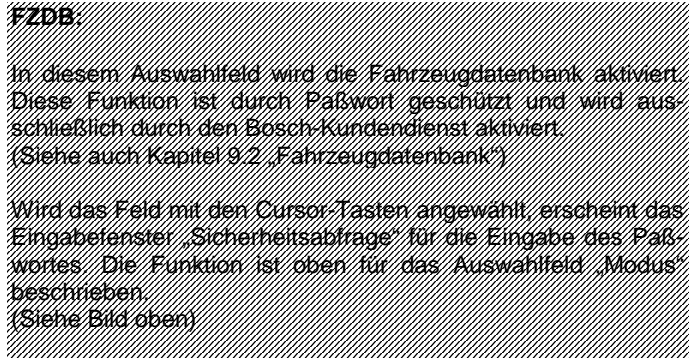 FZDB:
In diesem Auswahlfeld wird die Fahrzeugdatenbank aktiviert.
Diese Funktion ist durch Paßwort geschützt und wird aus-
schließlich durch den Bosch-Kundendienst aktiviert.
(Siehe auch Kapitel 9.2 „Fahrzeugdatenbank“)
Wird das Feld mit den Cursor-Tasten angewählt, erscheint das
Eingabefenster „Sicherheitsabfrage“ für die Eingabe des Paß-
wortes. Die Funktion ist oben für das Auswahlfeld „Modus“
beschrieben.
(Siehe Bild oben)